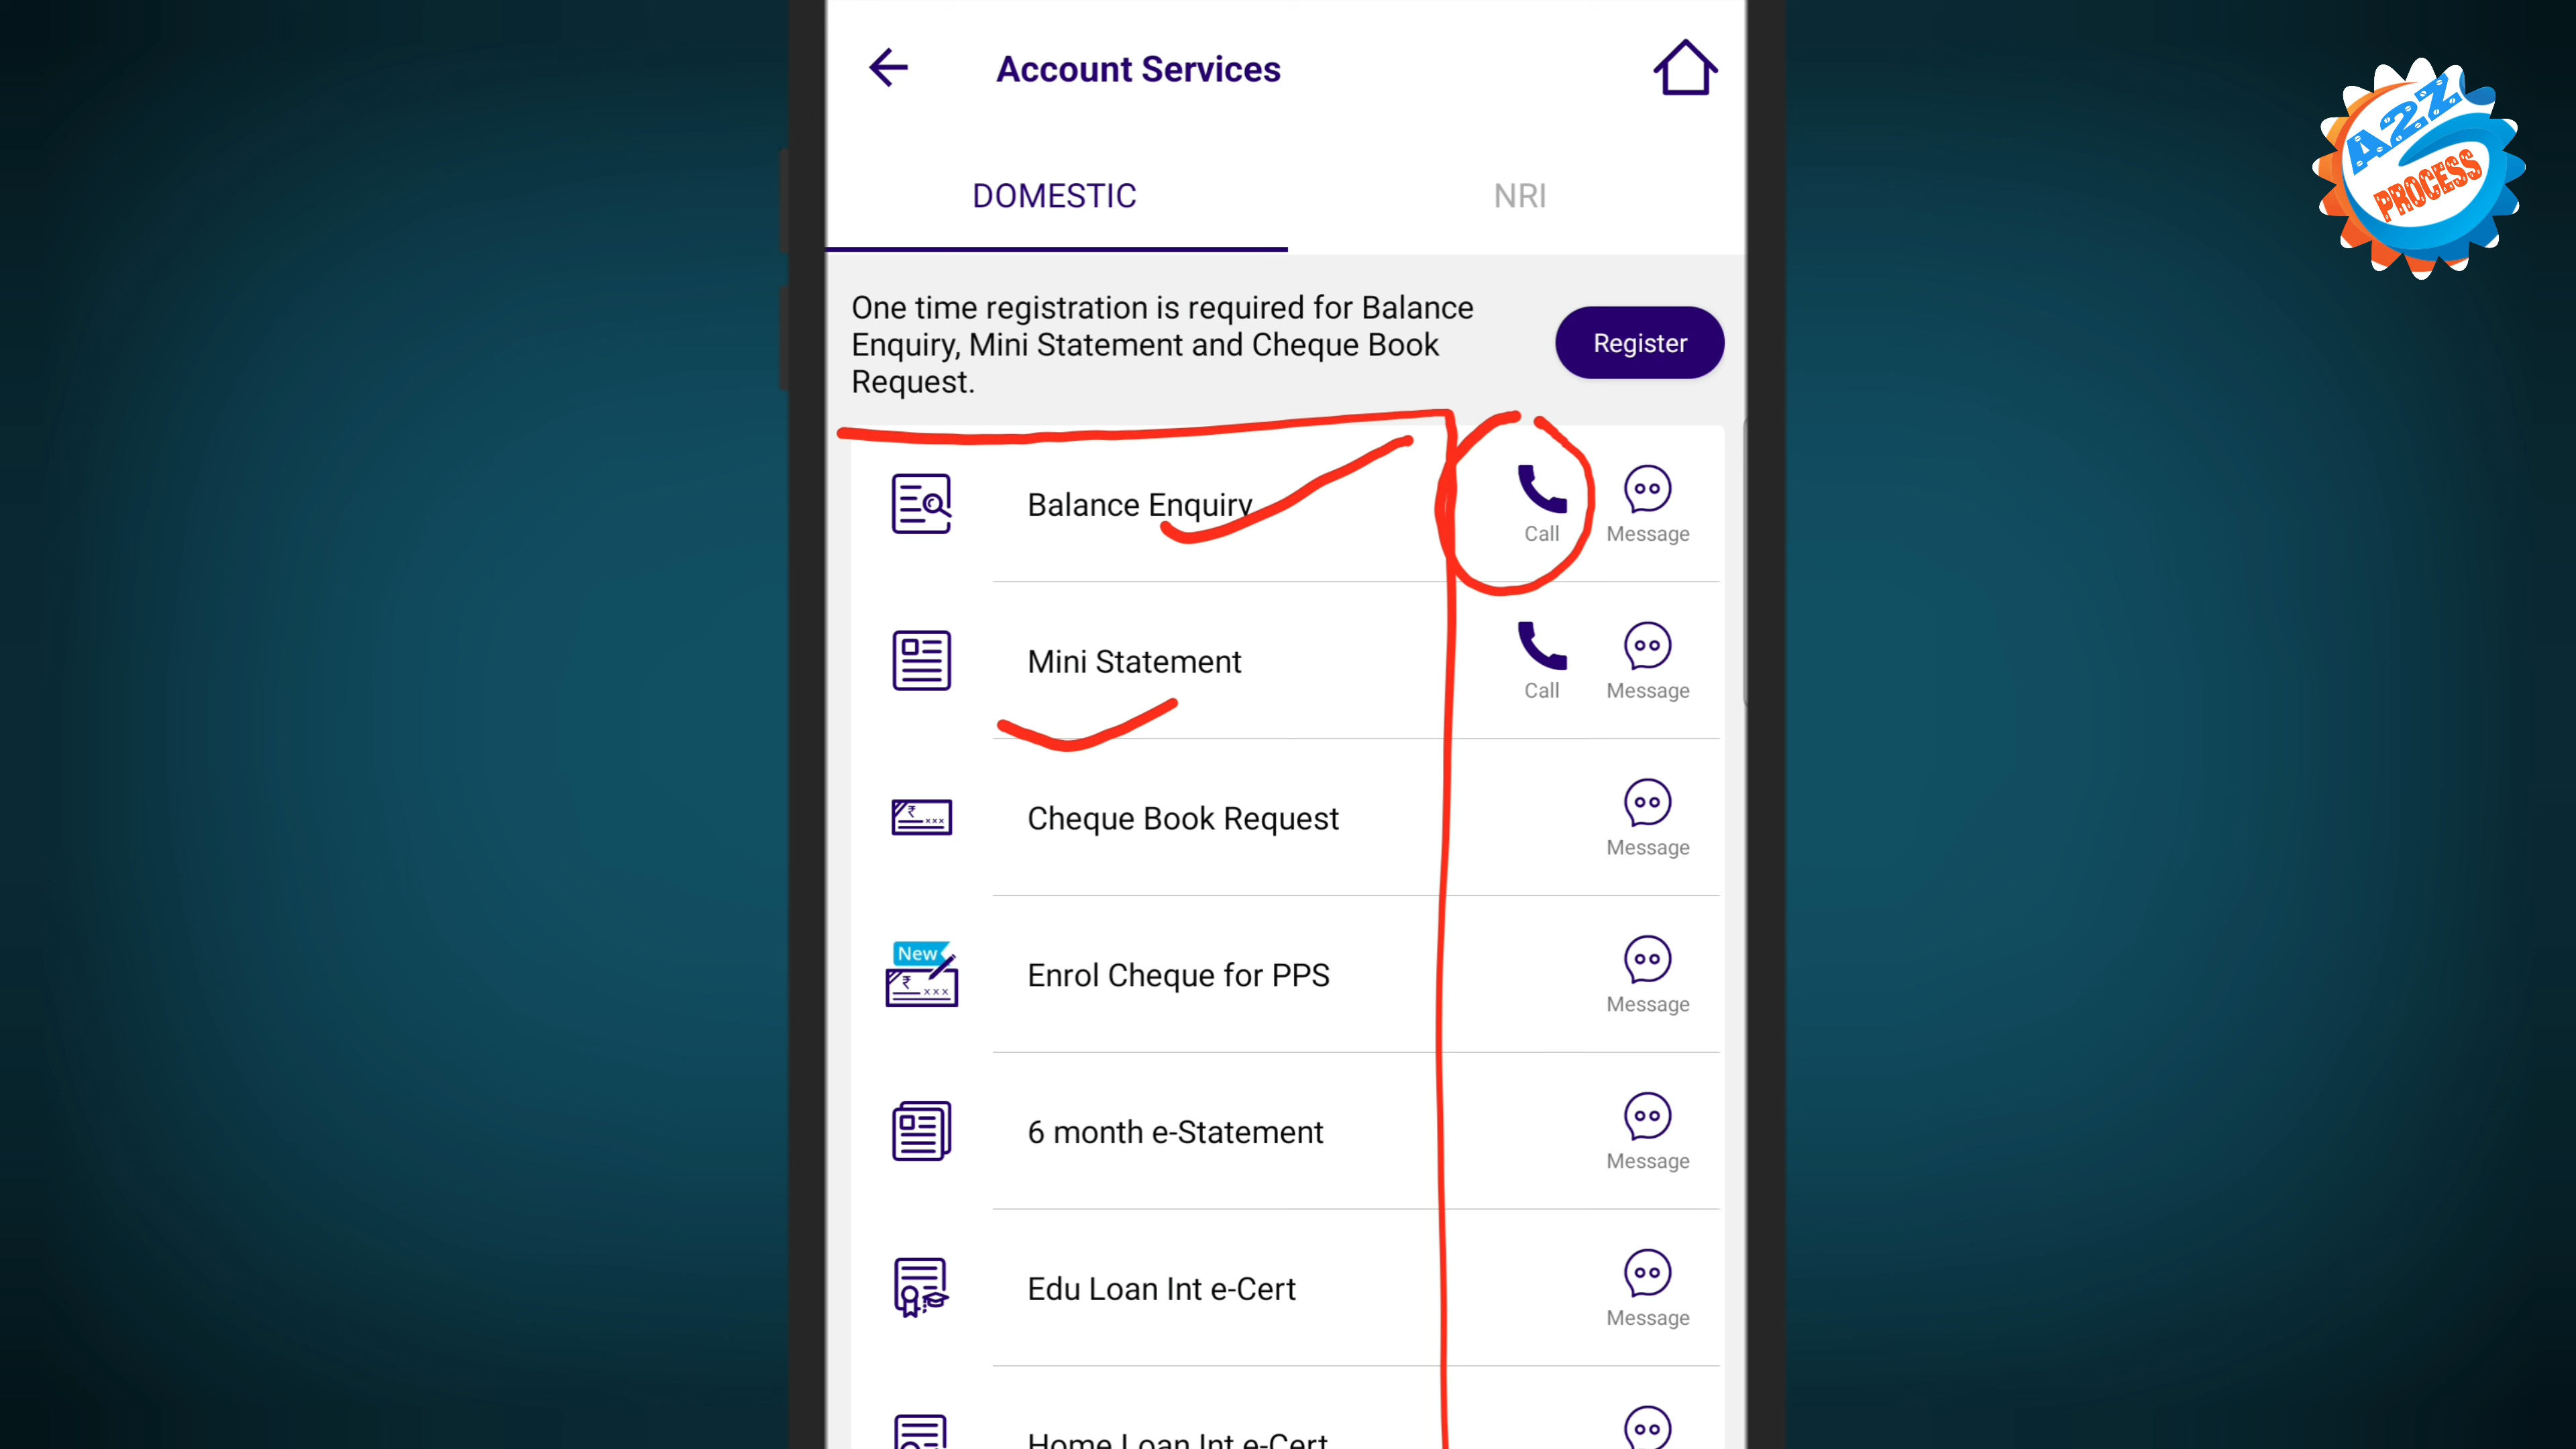 Account Services
DOMESTIC
NRI
One time registration is required for Balance
Enquiry, Mini Statement and Cheque Book
Request.
Register
Balance Enquiry
Call
Message
Mini Statement
Call
Message
Cheque Book Request
₹
xxx
Message
New
₹
xxx
Enrol Cheque for PPS
Message
6 month e-Statement
Message
Edu Loan Int e-Cert
Message
Home Loan Int e-Cert
A2Z
PROCESS